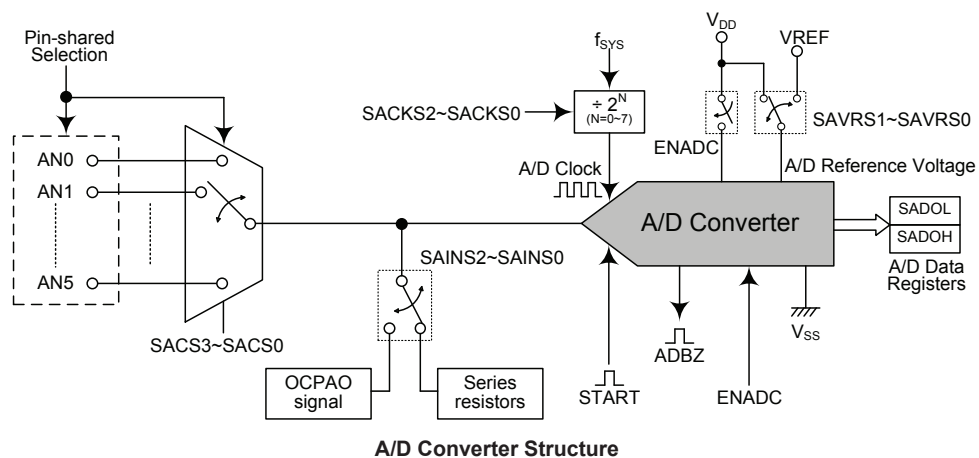 Pin-shared
Selection
AN0
AN1
AN5
SACS3~SACS0
SACKS2~SACKS0
fSYS
÷ 2^N
(N=0~7)
A/D Clock
VDD
VREF
ENADC
SAVRS1~SAVRS0
A/D Reference Voltage
A/D Converter
SADOL
SADOH
A/D Data
Registers
SAINS2~SAINS0
OCPAO
signal
Series
resistors
START
ADBZ
ENADC
VSS
A/D Converter Structure